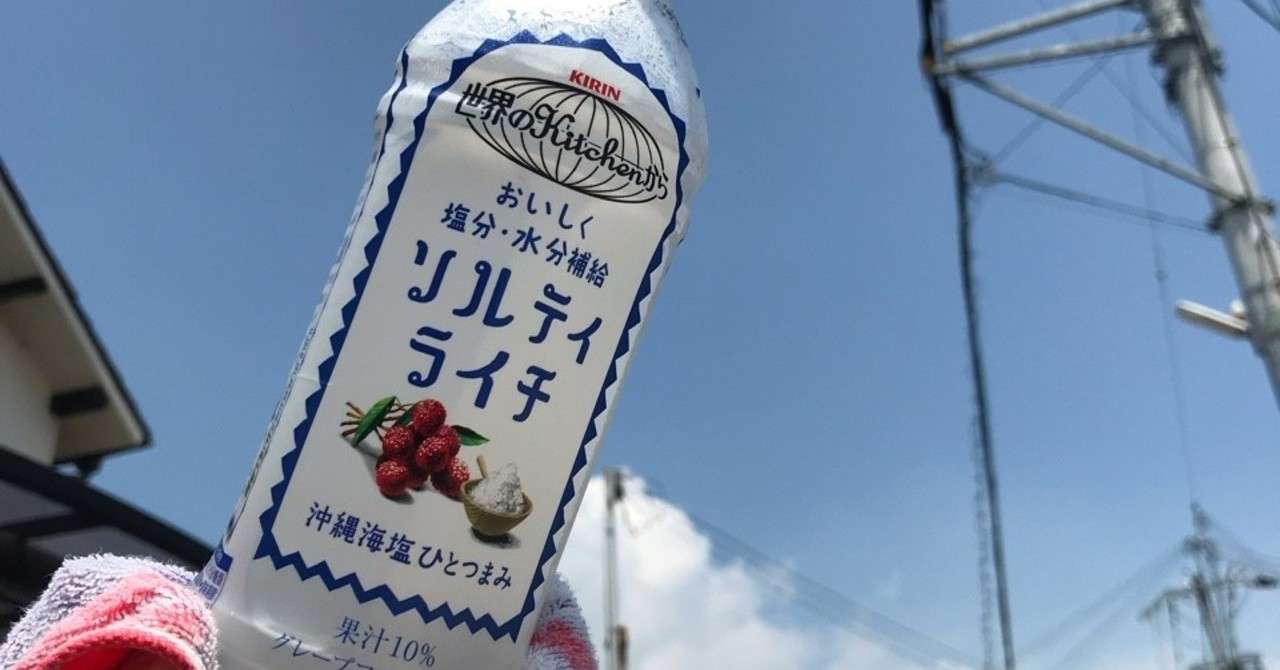 KIRIN
世界のKitchenから
おいしく
塩分・水分補給
ソルティ
ライチ
沖縄海塩ひとつまみ
果汁10%